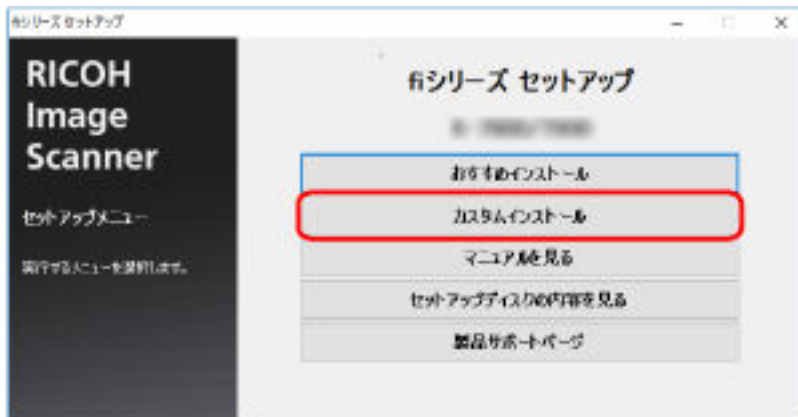 fiシリーズ セットアップ
RICOH
Image
Scanner
セットアップメニュー
実行するメニューを選択します。
fiシリーズ セットアップ
おすすめインストール
カスタムインストール
マニュアルを見る
セットアップディスクの内容を見る
製品サポートページ